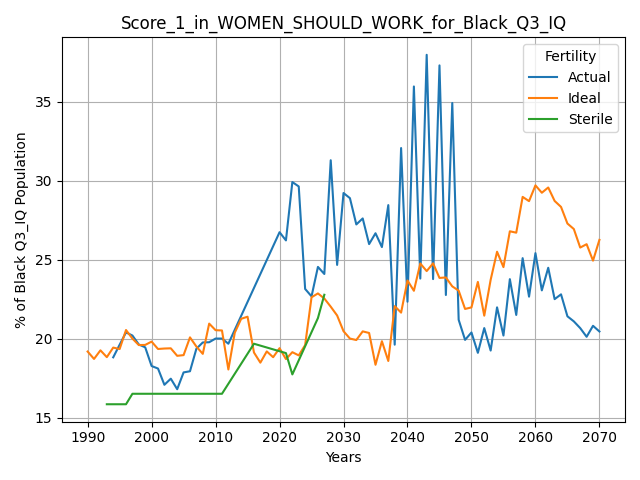 Score_1_in_WOMEN_SHOULD_WORK_for_Black_Q3_IQ
Fertility
Actual
Ideal
Sterile
% of Black Q3_IQ Population
35
30
25
20
15
1990 2000 2010 2020 2030 2040 2050 2060 2070
Years